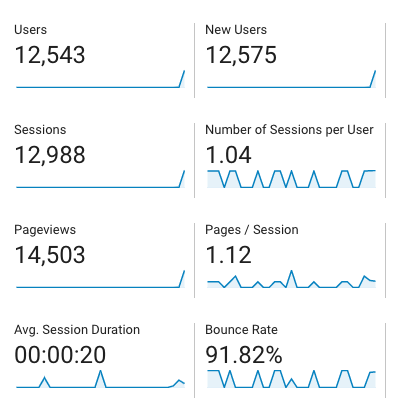 Users
12,543
New Users
12,575
Sessions
12,988
Number of Sessions per User
1.04
Pageviews
14,503
Pages / Session
1.12
Avg. Session Duration
00:00:20
Bounce Rate
91.82%